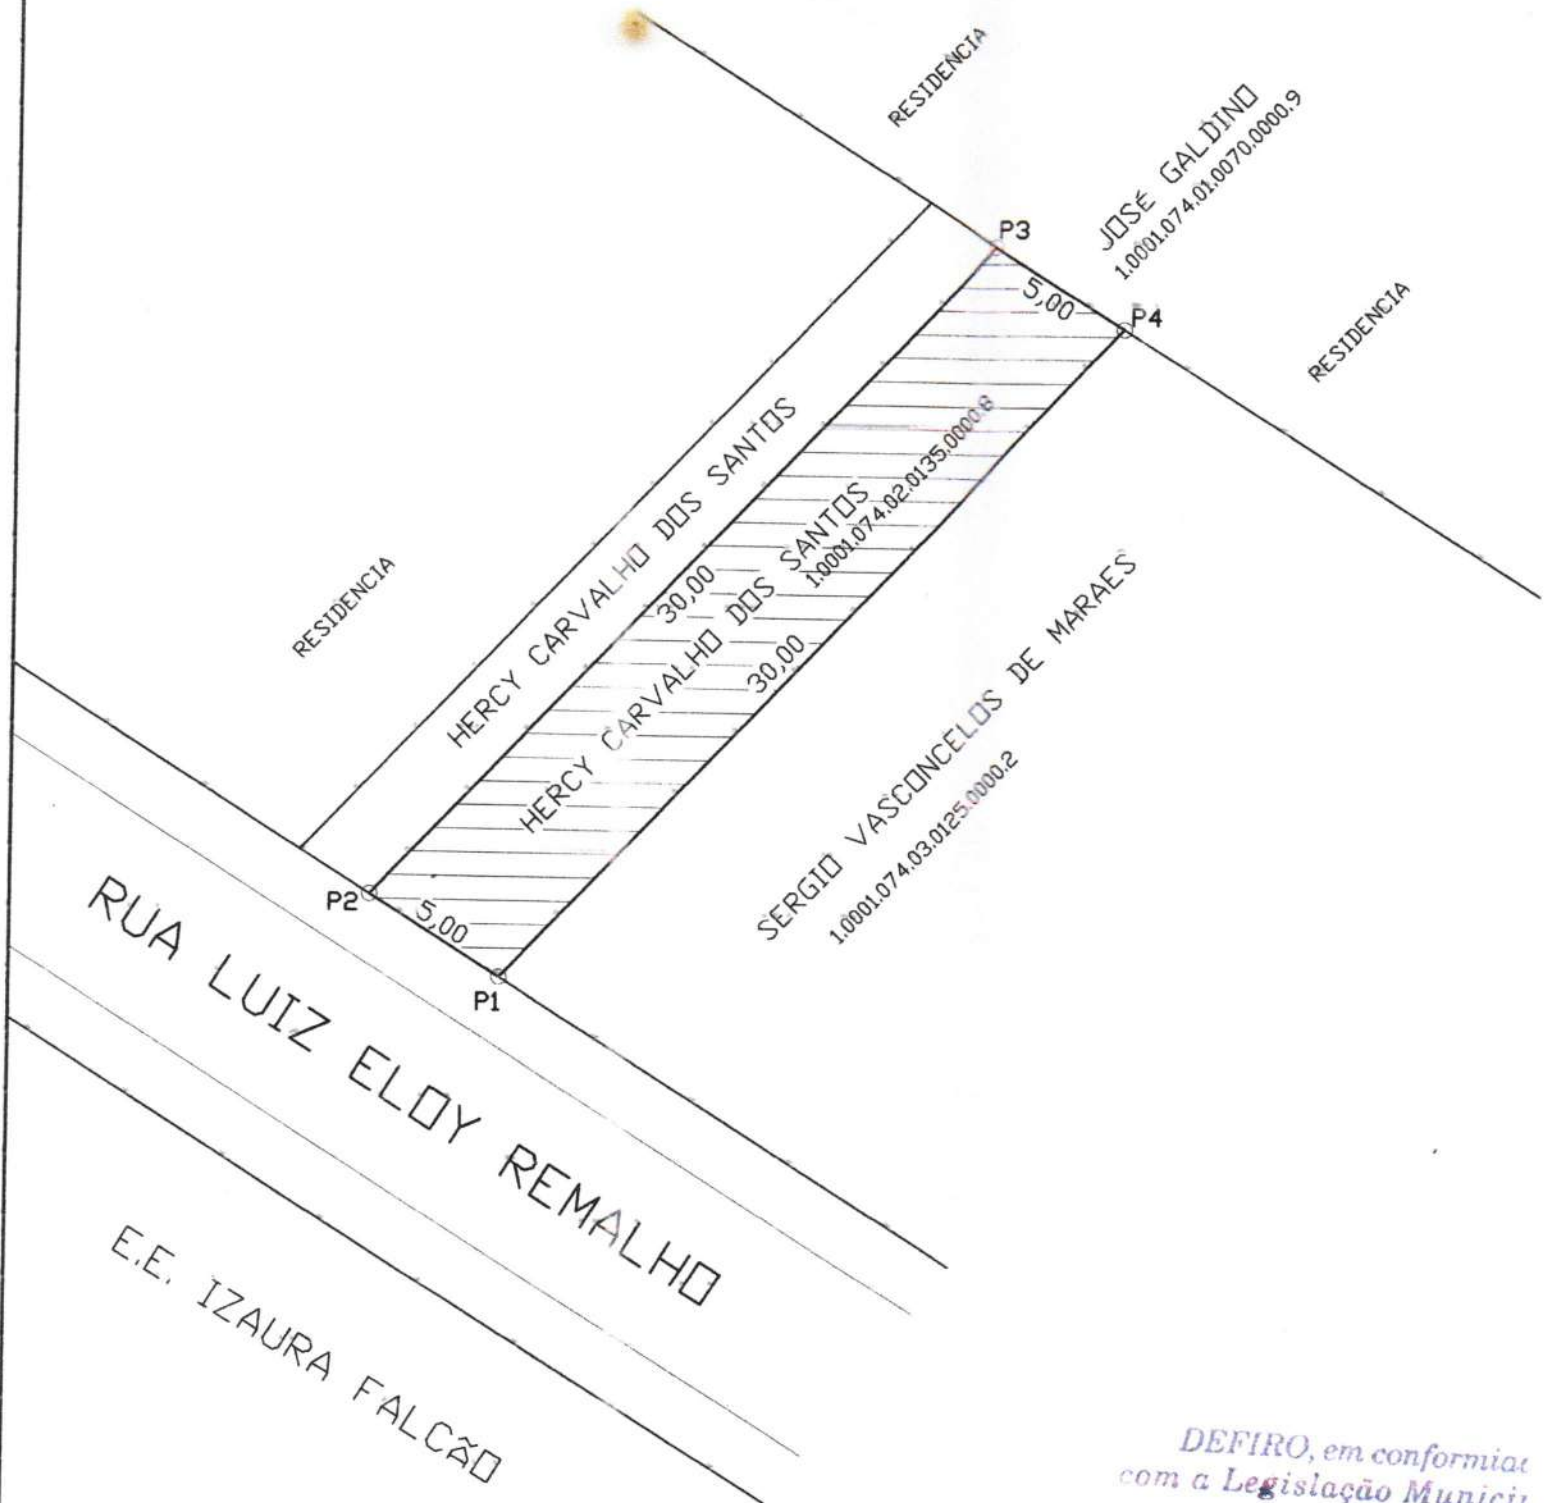 RESIDENCIA
JOSÉ GALDINO
1.0001.074.01.0070.0000.9
P3
5,00
P4
RESIDENCIA
HERCY CARVALHO DOS SANTOS
RESIDENCIA
30,00
HERCY CARVALHO DOS SANTOS
1.0001.074.02.0135.0000.8
30,00
SERGIO VASCONCELOS DE MARAES
1.0001.074.03.0125.0000.2
P2
5,00
P1
RUA LUIZ ELOY REMALHO
E.E. IZAURA FALCÃO
DEFIRO, em
com a Legislação